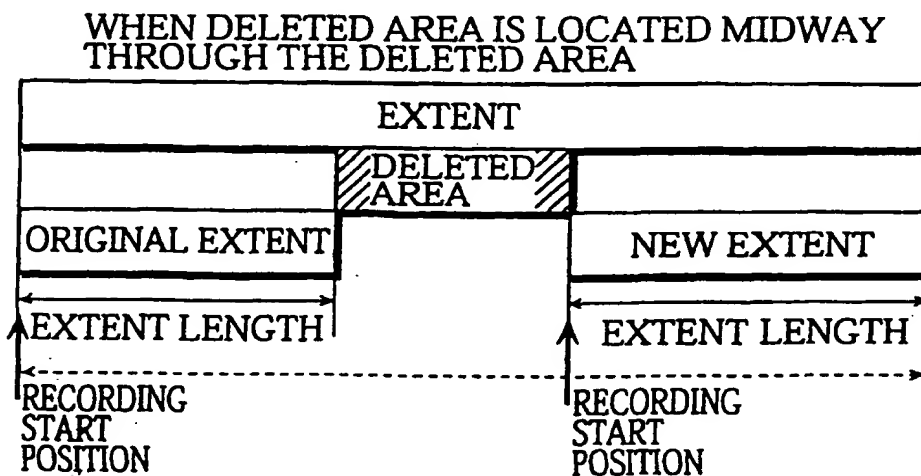 WHEN DELETED AREA IS LOCATED MIDWAY
THROUGH THE DELETED AREA
EXTENT
DELETED
AREA
ORIGINAL EXTENT
NEW EXTENT
EXTENT LENGTH
EXTENT LENGTH
RECORDING
START
POSITION
RECORDING
START
POSITION